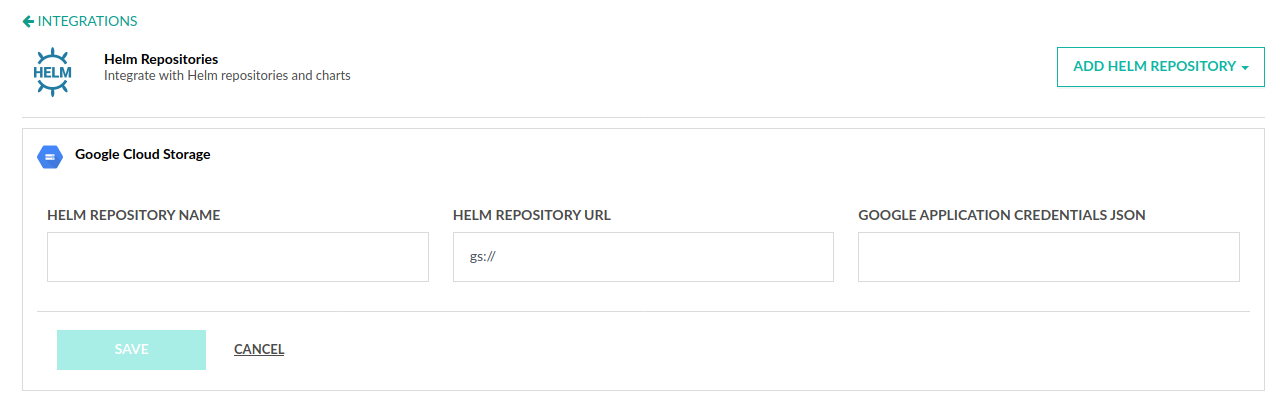 INTEGRATIONS
HELM
Helm Repositories
Integrate with Helm repositories and charts
ADD HELM REPOSITORY
Google Cloud Storage
HELM REPOSITORY NAME
HELM REPOSITORY URL
GOOGLE APPLICATION CREDENTIALS JSON
gs://
SAVE
CANCEL